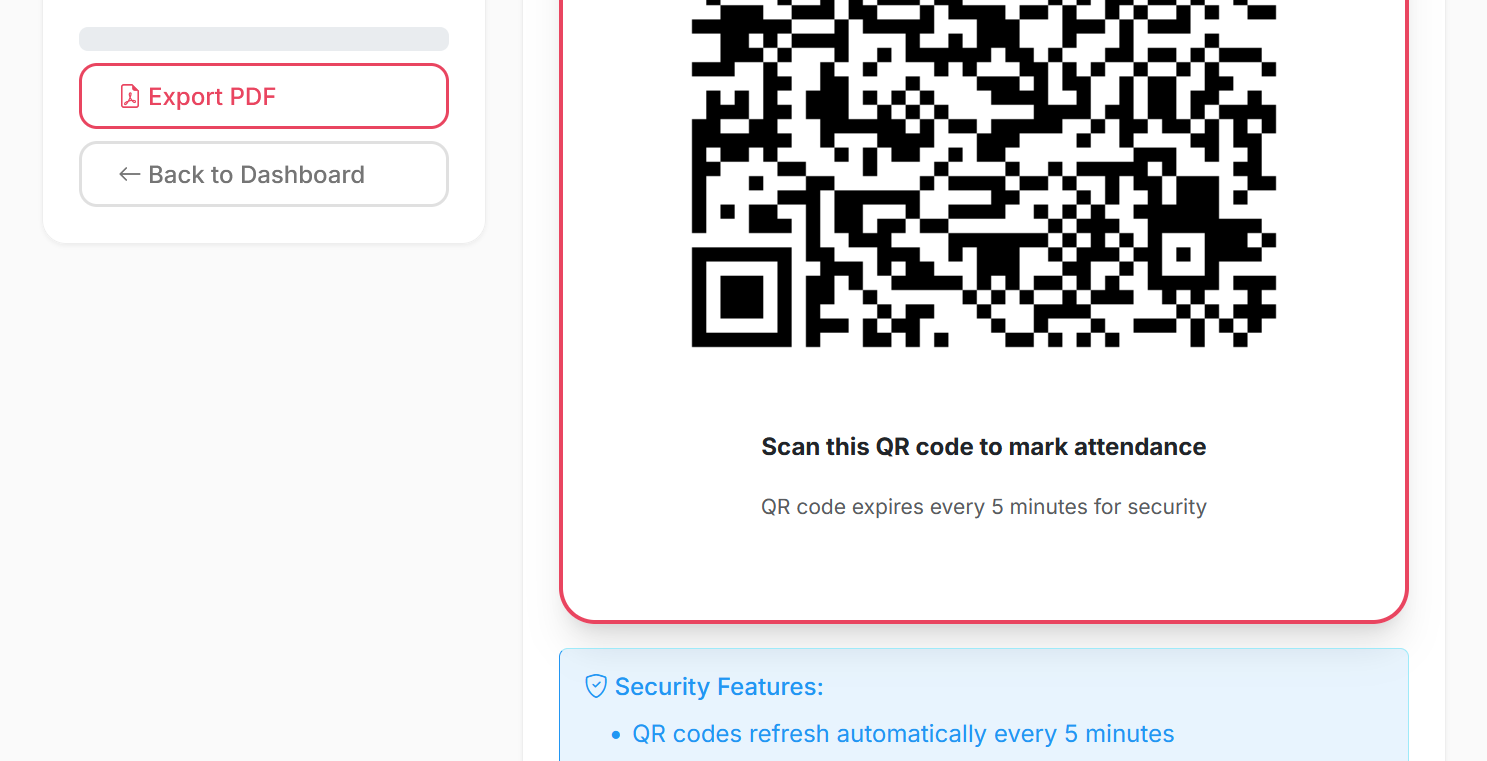 Export PDF
← Back to Dashboard
Scan this QR code to mark attendance
QR code expires every 5 minutes for security
Security Features:
• QR codes refresh automatically every 5 minutes